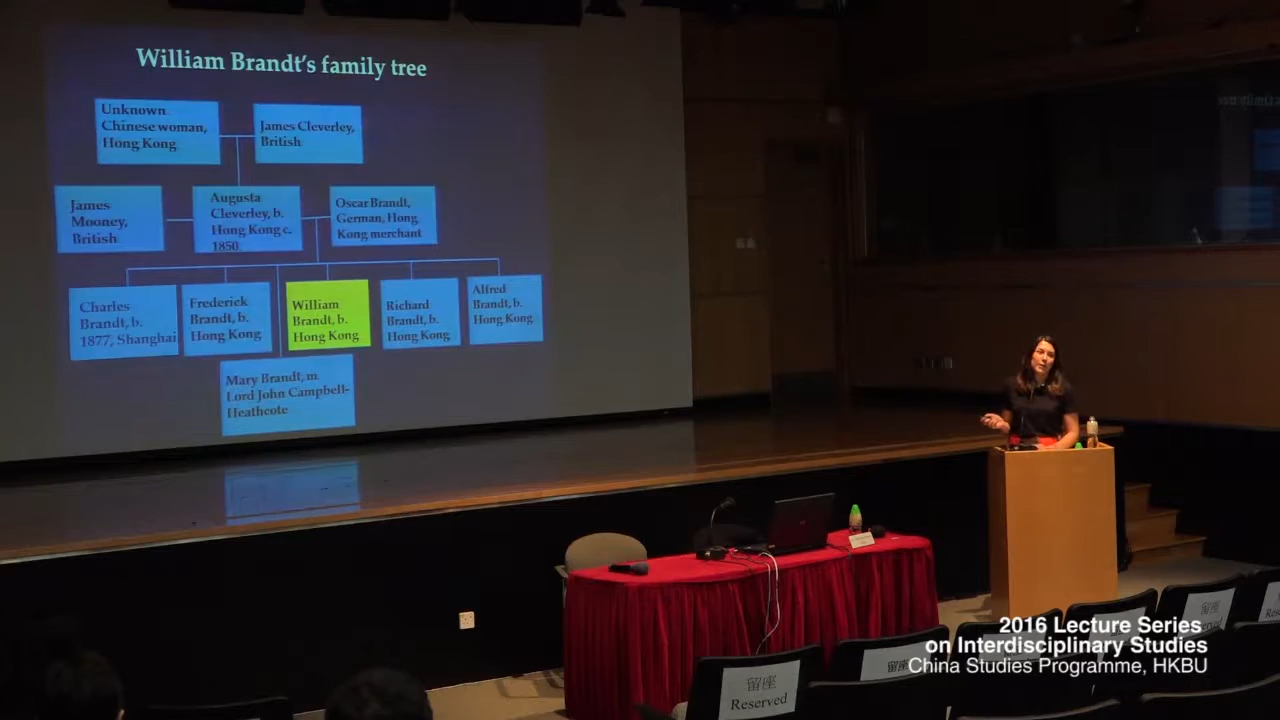 William Brandt's family tree
Unknown
Chinese woman,
Hong Kong
James Cleverley,
British
James
Mooney,
British
Augusta
Cleverley, b.
Hong Kong c.
1850
Oscar Brandt,
German, Hong
Kong merchant
Charles
Brandt, b.
1877, Shanghai
Frederick
Brandt, b.
Hong Kong
William
Brandt, b.
Hong Kong
Richard
Brandt, b.
Hong Kong
Alfred
Brandt, b.
Hong Kong
Mary Brandt, m.
Lord John Campbell-
Heathcote
2016 Lecture Series
on Interdisciplinary Studies
China Studies Programme, HKBU
留座
Reserved